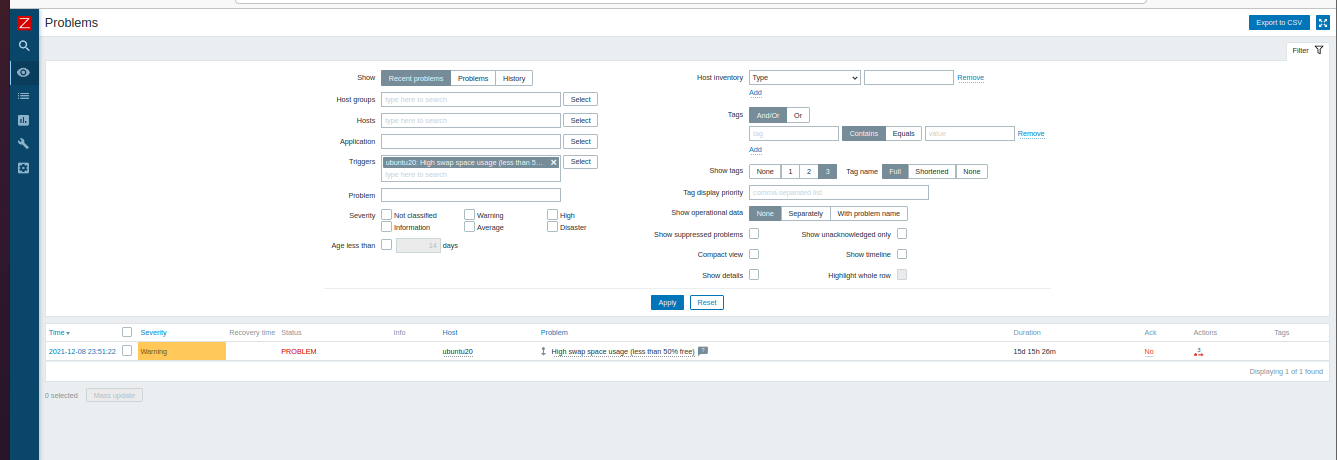 Problems
Export to CSV
Filter
Show Recent problems Problems History
Host groups type here to search Select
Hosts type here to search Select
Application Select
Triggers ubuntu20: High swap space usage (less than 5... Select
type here to search
Problem
Severity Not classified Warning High
Information Average Disaster
Age less than 14 days
Host inventory Type Remove
Add
Tags And/Or Or
tag Contains Equals value Remove
Add
Show tags None 1 2 3 Tag name Full Shortened None
Tag display priority comma-separated list
Show operational data None Separately With problem name
Show suppressed problems Show unacknowledged only
Compact view Show timeline
Show details Highlight whole row
Apply Reset
Time Severity Recovery time Status Info Host Problem Duration Ack Actions Tags
2021-12-08 23:51:22 Warning PROBLEM ubuntu20 High swap space usage (less than 50% free) ? 15d 15h 26m No 3
Displaying 1 of 1 found
0 selected Mass update